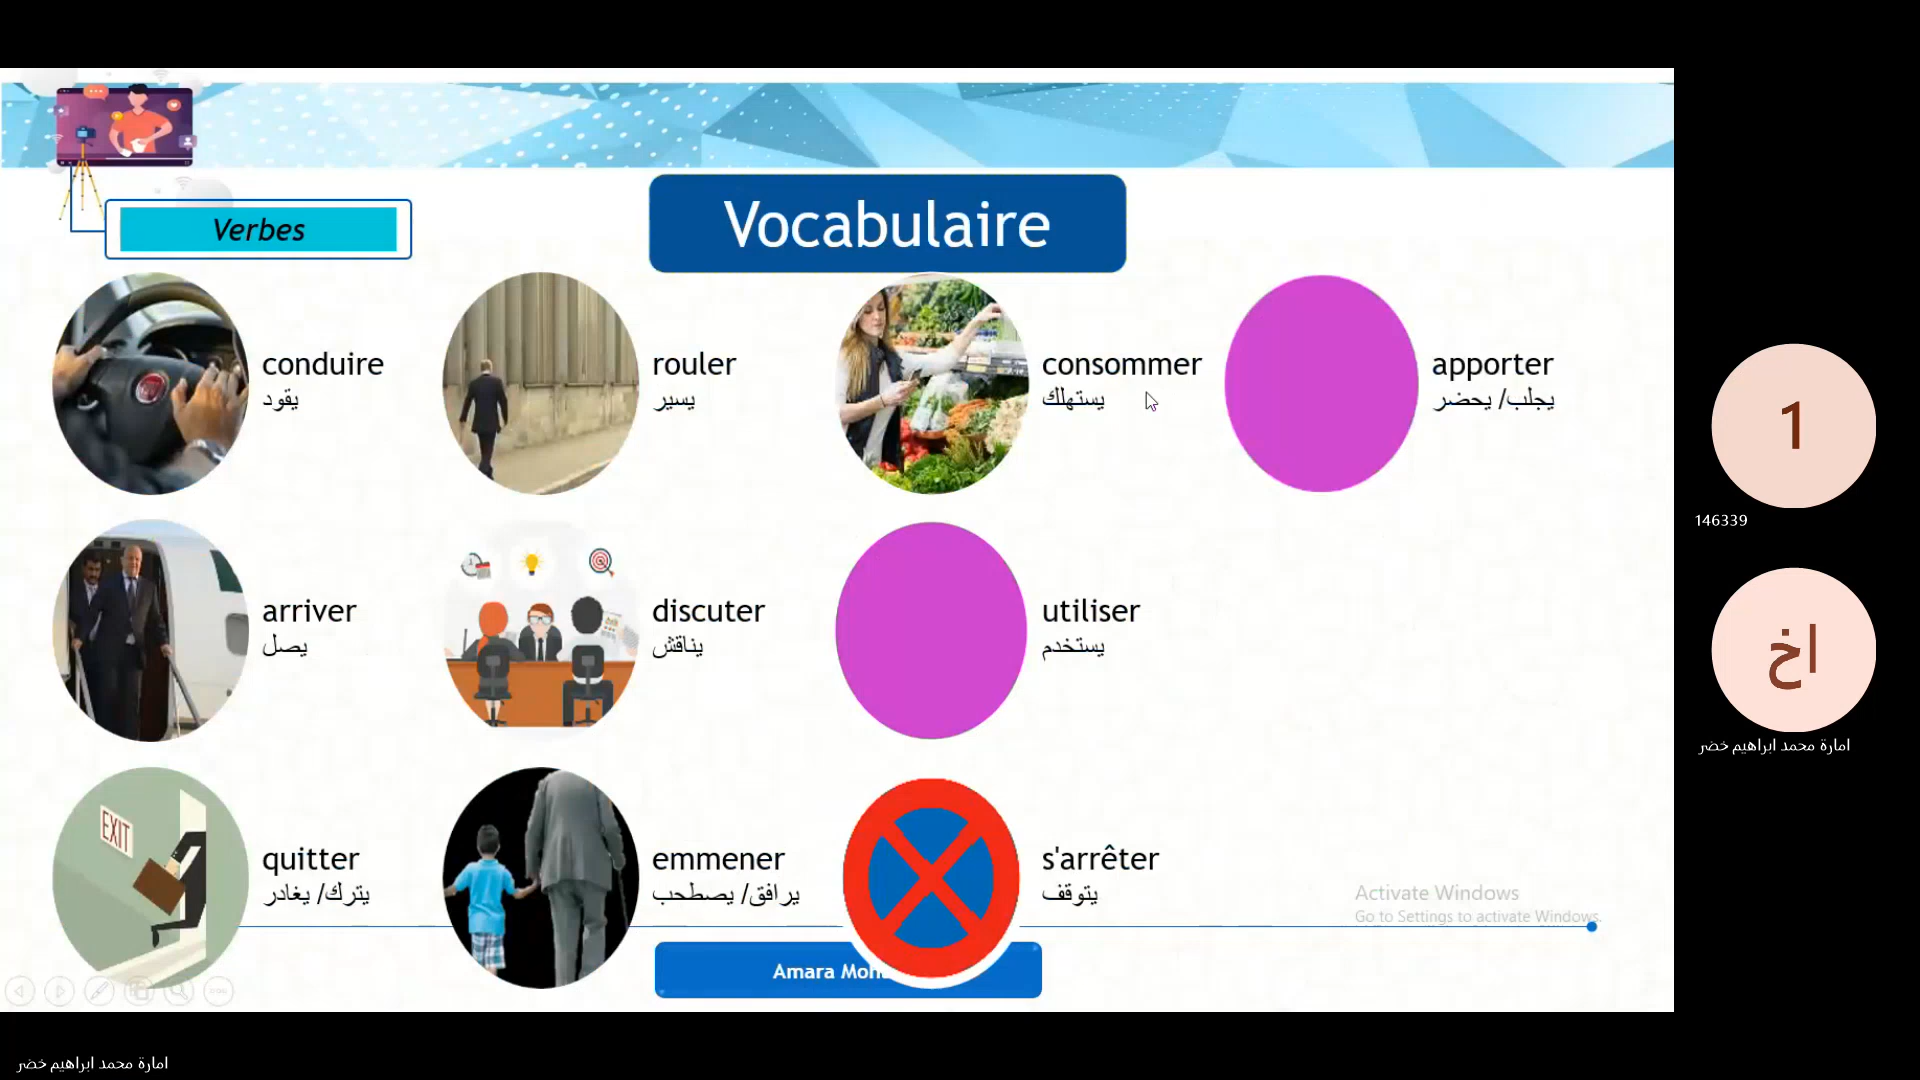 Verbes
Vocabulaire
conduire
يقود
rouler
يسير
consommer
يستهلك
apporter
يجلب/ يحضر
arriver
يصل
discuter
يناقش
utiliser
يستخدم
EXIT
quitter
يترك/ يغادر
emmener
يرافق/ يصطحب
s'arrêter
يتوقف
Activate Windows
Go to Settings to activate Windows.
Amara
1
146339
اخ
امارة محمد ابراهيم خضر
امارة محمد ابراهيم خضر